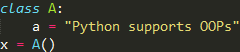 class A:
    a = "Python supports OOPs"
x = A()